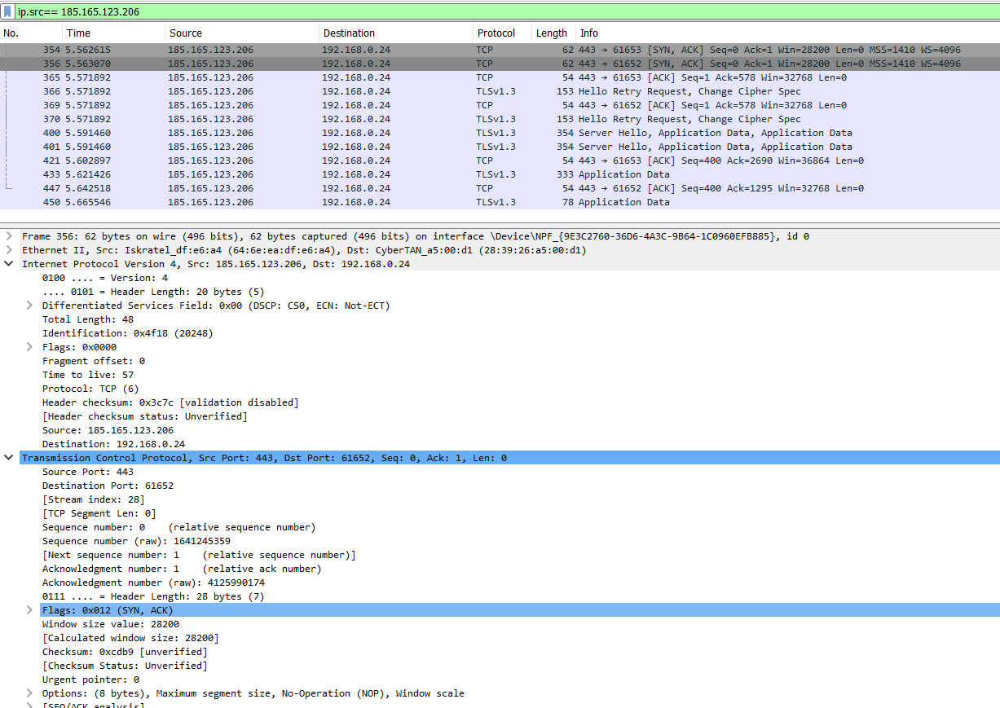 ip.src== 185.165.123.206
No. Time Source Destination Protocol Length Info
354 5.562615 185.165.123.206 192.168.0.24 TCP 62 443 → 61653 [SYN, ACK] Seq=0 Ack=1 Win=28200 Len=0 MSS=1410 WS=4096
356 5.563070 185.165.123.206 192.168.0.24 TCP 62 443 → 61652 [SYN, ACK] Seq=0 Ack=1 Win=28200 Len=0 MSS=1410 WS=4096
365 5.571892 185.165.123.206 192.168.0.24 TCP 54 443 → 61653 [ACK] Seq=1 Ack=578 Win=32768 Len=0
366 5.571892 185.165.123.206 192.168.0.24 TLSv1.3 153 Hello Retry Request, Change Cipher Spec
369 5.571892 185.165.123.206 192.168.0.24 TCP 54 443 → 61652 [ACK] Seq=1 Ack=578 Win=32768 Len=0
370 5.571892 185.165.123.206 192.168.0.24 TLSv1.3 153 Hello Retry Request, Change Cipher Spec
400 5.591460 185.165.123.206 192.168.0.24 TLSv1.3 354 Server Hello, Application Data, Application Data
401 5.591460 185.165.123.206 192.168.0.24 TLSv1.3 354 Server Hello, Application Data, Application Data
421 5.602897 185.165.123.206 192.168.0.24 TCP 54 443 → 61653 [ACK] Seq=400 Ack=2690 Win=36864 Len=0
433 5.621426 185.165.123.206 192.168.0.24 TLSv1.3 333 Application Data
447 5.642518 185.165.123.206 192.168.0.24 TCP 54 443 → 61652 [ACK] Seq=400 Ack=1295 Win=32768 Len=0
450 5.665546 185.165.123.206 192.168.0.24 TLSv1.3 78 Application Data
Frame 356: 62 bytes on wire (496 bits), 62 bytes captured (496 bits) on interface \Device\NPF_{9E3C2760-36D6-4A3C-9B64-1C0960EFB885}, id 0
Ethernet II, Src: Iskratel_df:e6:a4 (64:6e:ea:df:e6:a4), Dst: CyberTAN_a5:00:d1 (28:39:26:a5:00:d1)
Internet Protocol Version 4, Src: 185.165.123.206, Dst: 192.168.0.24
0100 .... = Version: 4
.... 0101 = Header Length: 20 bytes (5)
Differentiated Services Field: 0x00 (DSCP: CS0, ECN: Not-ECT)
Total Length: 48
Identification: 0x4f18 (20248)
Flags: 0x0000
Fragment offset: 0
Time to live: 57
Protocol: TCP (6)
Header checksum: 0x3c7c [validation disabled]
[Header checksum status: Unverified]
Source: 185.165.123.206
Destination: 192.168.0.24
Transmission Control Protocol, Src Port: 443, Dst Port: 61652, Seq: 0, Ack: 1, Len: 0
Source Port: 443
Destination Port: 61652
[Stream index: 28]
[TCP Segment Len: 0]
Sequence number: 0 (relative sequence number)
Sequence number (raw): 1641245359
[Next sequence number: 1 (relative sequence number)]
Acknowledgment number: 1 (relative ack number)
Acknowledgment number (raw): 4125990174
0111 .... = Header Length: 28 bytes (7)
Flags: 0x012 (SYN, ACK)
Window size value: 28200
[Calculated window size: 28200]
Checksum: 0xcdb9 [unverified]
[Checksum Status: Unverified]
Urgent pointer: 0
Options: (8 bytes), Maximum segment size, No-Operation (NOP), Window scale
[SEQ/ACK analysis]